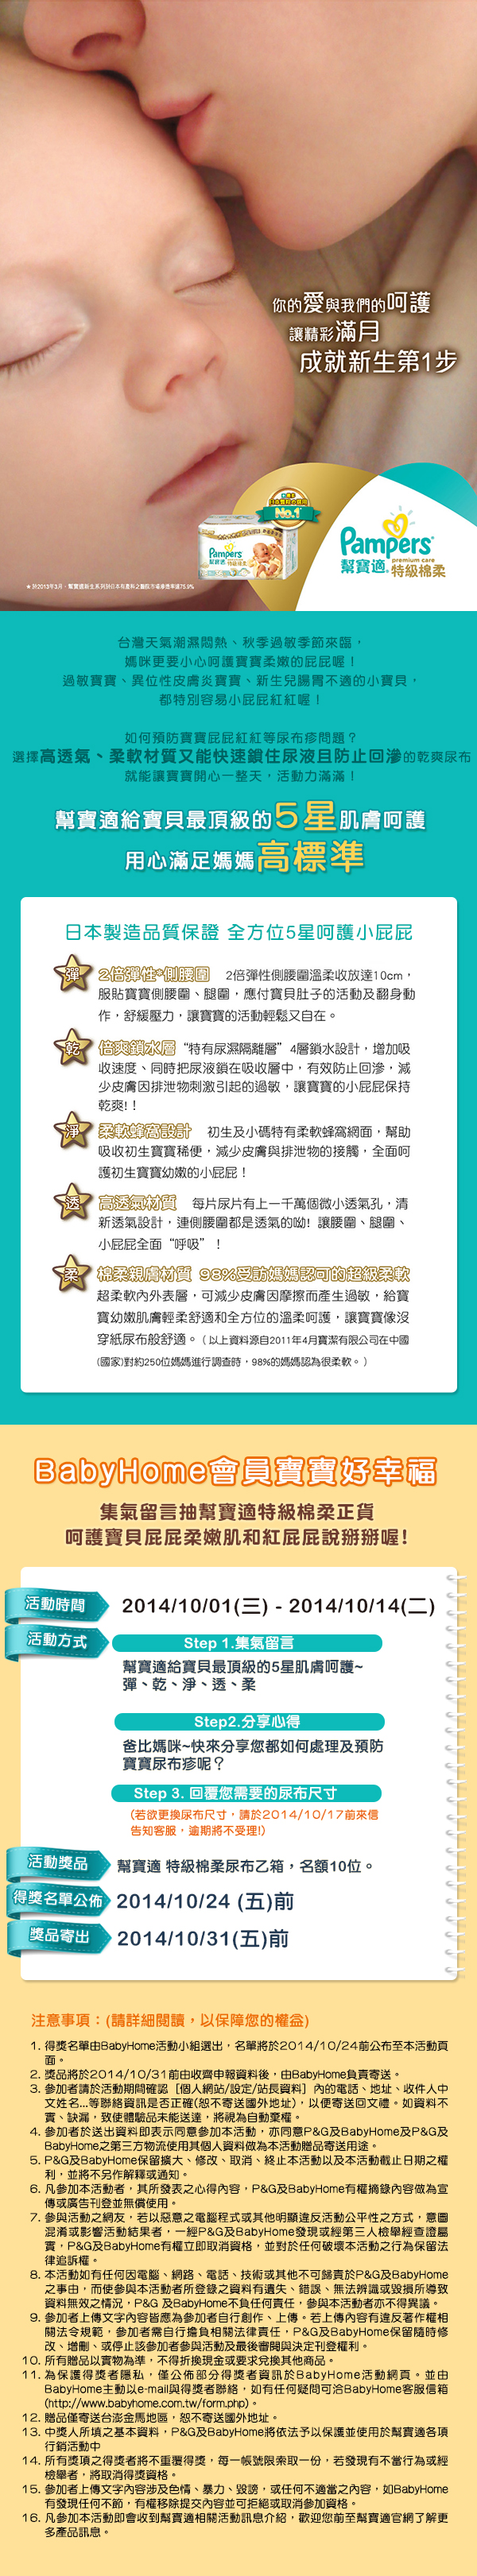 你的愛與我們的呵護
讓精彩滿月
成就新生第1步
No.1
Pampers
幫寶適
特級棉柔
Pampers
premium care
幫寶適 特級棉柔
台灣天氣潮濕悶熱、秋季過敏季節來臨，
媽咪更要小心呵護寶寶柔嫩的屁屁喔！
過敏寶寶、異位性皮膚炎寶寶、新生兒腸胃不適的小寶貝，
都特別容易小屁屁紅紅喔！
如何預防寶寶屁屁紅紅等尿布疹問題？
選擇高透氣、柔軟材質又能快速鎖住尿液且防止回滲的乾爽尿布
就能讓寶寶開心一整天，活動力滿滿！
幫寶適給寶貝最頂級的5星肌膚呵護
用心滿足媽媽高標準
日本製造品質保證 全方位5星呵護小屁屁
彈 2倍彈性*側腰圍 2倍彈性側腰圍溫柔收放達10cm，
服貼寶寶側腰圍、腿圍，應付寶貝肚子的活動及翻身動
作，舒緩壓力，讓寶寶的活動輕鬆又自在。
乾 倍爽鎖水層 “特有尿濕隔離層” 4層鎖水設計，增加吸
收速度、同時把尿液鎖在吸收層中，有效防止回滲，減
少皮膚因排泄物刺激引起的過敏，讓寶寶的小屁屁保持
乾爽!！
淨 柔軟蜂窩設計 初生及小碼特有柔軟蜂窩網面，幫助
吸收初生寶寶稀便，減少皮膚與排泄物的接觸，全面呵
護初生寶寶幼嫩的小屁屁！
透 高透氣材質 每片尿片有上一千萬個微小透氣孔，清
新透氣設計，連側腰圍都是透氣的呦! 讓腰圍、腿圍、
小屁屁全面“呼吸”！
柔 棉柔親膚材質 98%受訪媽媽認可的超級柔軟
超柔軟內外表層，可減少皮膚因摩擦而產生過敏，給寶
寶幼嫩肌膚輕柔舒適和全方位的溫柔呵護，讓寶寶像沒
穿紙尿布般舒適。（以上資料源自2011年4月寶潔有限公司在中國
(國家)對約250位媽媽進行調查時，98%的媽媽認為很柔軟。）
BabyHome會員寶寶好幸福
集氣留言抽幫寶適特級棉柔正貨
呵護寶貝屁屁柔嫩肌和紅屁屁說掰掰喔!
活動時間 2014/10/01(三) - 2014/10/14(二)
活動方式 Step 1.集氣留言
幫寶適給寶貝最頂級的5星肌膚呵護~
彈、乾、淨、透、柔
Step2.分享心得
爸比媽咪~快來分享您都如何處理及預防
寶寶尿布疹呢？
Step 3. 回覆您需要的尿布尺寸
(若欲更換尿布尺寸，請於2014/10/17前來信
告知客服，逾期將不受理!)
活動獎品 幫寶適 特級棉柔尿布乙箱，名額10位。
得獎名單公佈 2014/10/24 (五)前
獎品寄出 2014/10/31(五)前
注意事項：(請詳細閱讀，以保障您的權益)
1. 得獎名單由BabyHome活動小組選出，名單將於2014/10/24前公布至本活動頁
面。
2. 獎品將於2014/10/31前由收齊申報資料後，由BabyHome負責寄送。
3. 參加者請於活動期間確認［個人網站/設定/站長資料］內的電話、地址、收件人中
文姓名...等聯絡資訊是否正確(恕不寄送國外地址)，以便寄送回文禮。如資料不
實、缺漏，致使體驗品未能送達，將視為自動棄權。
4. 參加者於送出資料即表示同意參加本活動，亦同意P&G及BabyHome及P&G及
BabyHome之第三方物流使用其個人資料做為本活動贈品寄送用途。
5. P&G及BabyHome保留擴大、修改、取消、終止本活動以及本活動截止日期之權
利，並將不另作解釋或通知。
6. 凡參加本活動者，其所發表之心得內容，P&G及BabyHome有權摘錄內容做為宣
傳或廣告刊登並無償使用。
7. 參與活動之網友，若有以惡意之電腦程式或其他明顯違反活動公平性之方式，意圖
混淆或影響活動結果者，一經P&G及BabyHome發現或經第三人檢舉經查證屬
實，P&G及BabyHome有權立即取消資格，並對於任何破壞本活動之行為保留法
律追訴權。
8. 本活動如有任何因電腦、網路、電話、技術或其他不可歸責於P&G及BabyHome
之事由，而使參與本活動者所登錄之資料有遺失、錯誤、無法辨識或毀損所導致
資料無效之情況，P&G 及BabyHome不負任何責任，參與本活動者亦不得異議。
9. 參加者上傳文字內容皆應為參加者自行創作、上傳。若上傳內容有違反著作權相
關法令規範，參加者需自行擔負相關法律責任，P&G及BabyHome保留隨時修
改、增刪、或停止該參加者參與活動及最後審閱與決定刊登權利。
10. 所有贈品以實物為準，不得折換現金或要求兌換其他商品。
11. 為保護得獎者隱私，僅公佈部分得獎者資訊於BabyHome活動網頁。並由
BabyHome主動以e-mail與得獎者聯絡，如有任何疑問可洽BabyHome客服信箱
(http://www.babyhome.com.tw/form.php)。
12. 贈品僅寄送台澎金馬地區，恕不寄送國外地址。
13. 中獎人所填之基本資料，P&G及BabyHome將依法予以保護並使用於幫寶適各項
行銷活動中
14. 所有獎項之得獎者將不重覆得獎，每一帳號限索取一份，若發現有不當行為或經
檢舉者，將取消得獎資格。
15. 參加者上傳文字內容涉及色情、暴力、毀謗，或任何不適當之內容，如BabyHome
有發現任何不節，有權移除提交內容並可拒絕或取消參加資格。
16. 凡參加本活動即會收到幫寶適相關活動訊息介紹，歡迎您前至幫寶適官網了解更
多產品訊息。